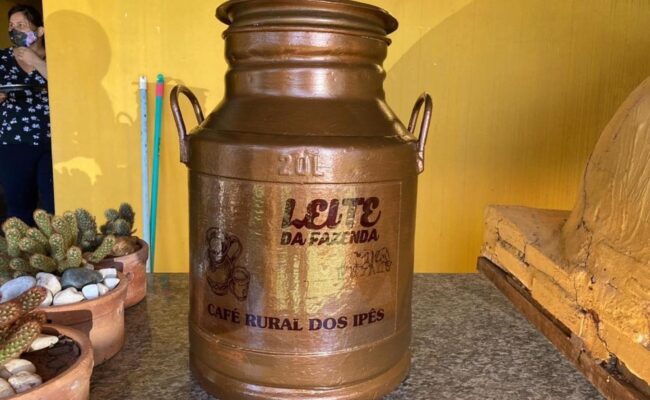 20L
LEITE
DA FAZENDA
CAFÉ RURAL DOS IPÊS